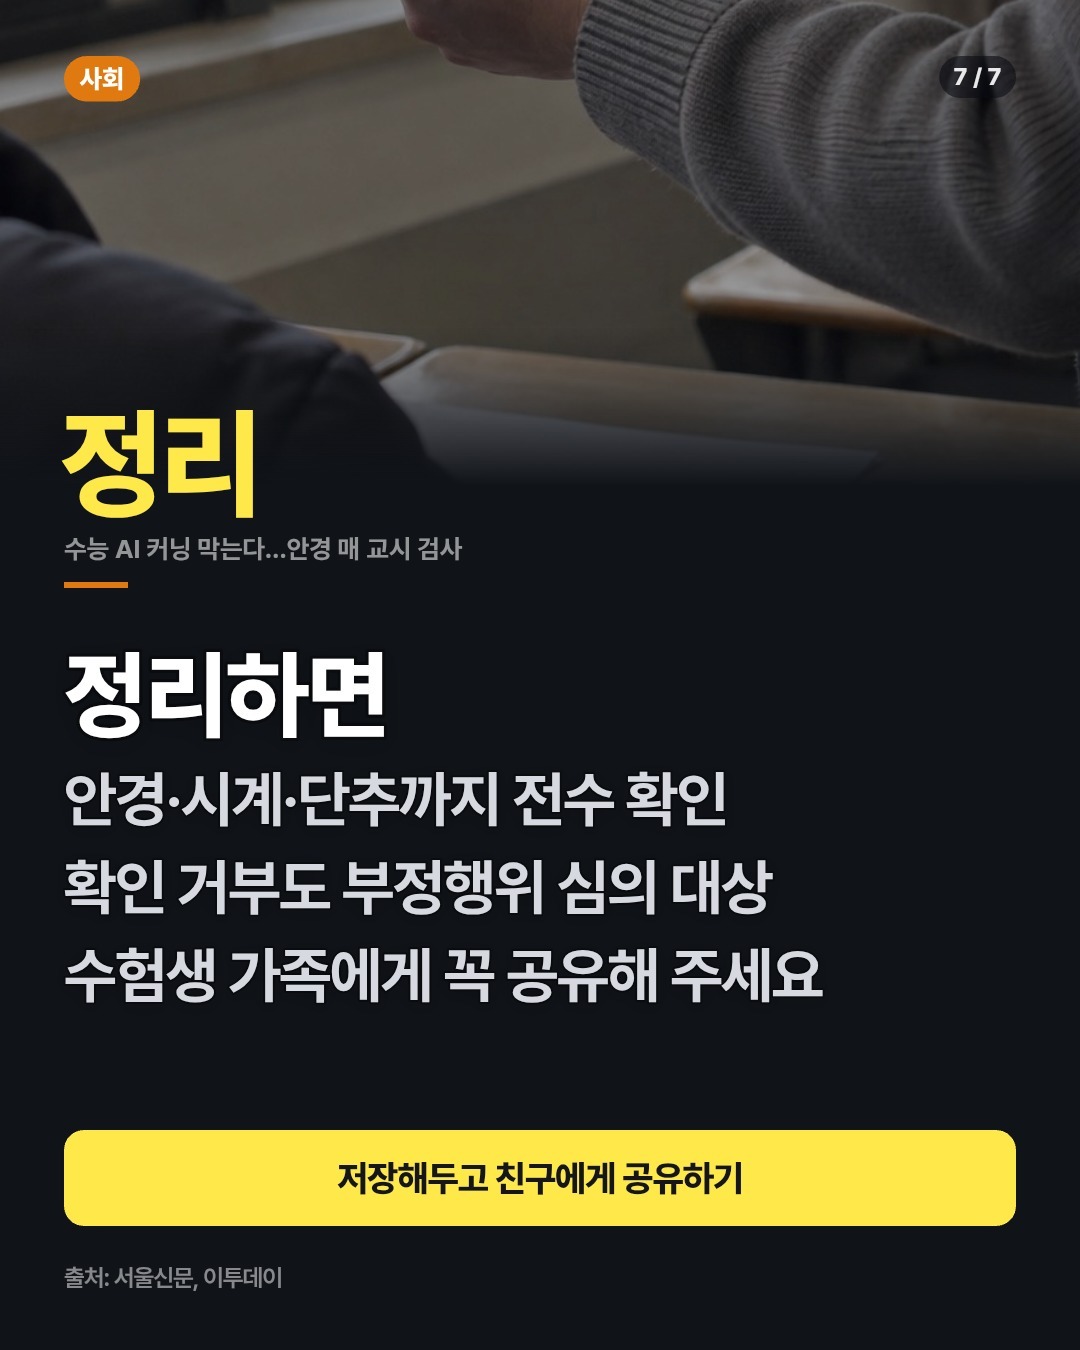 사회
7 / 7
정리
수능 AI 커닝 막는다...안경 매 교시 검사
정리하면
안경·시계·단추까지 전수 확인
확인 거부도 부정행위 심의 대상
수험생 가족에게 꼭 공유해 주세요
저장해두고 친구에게 공유하기
출처: 서울신문, 이투데이